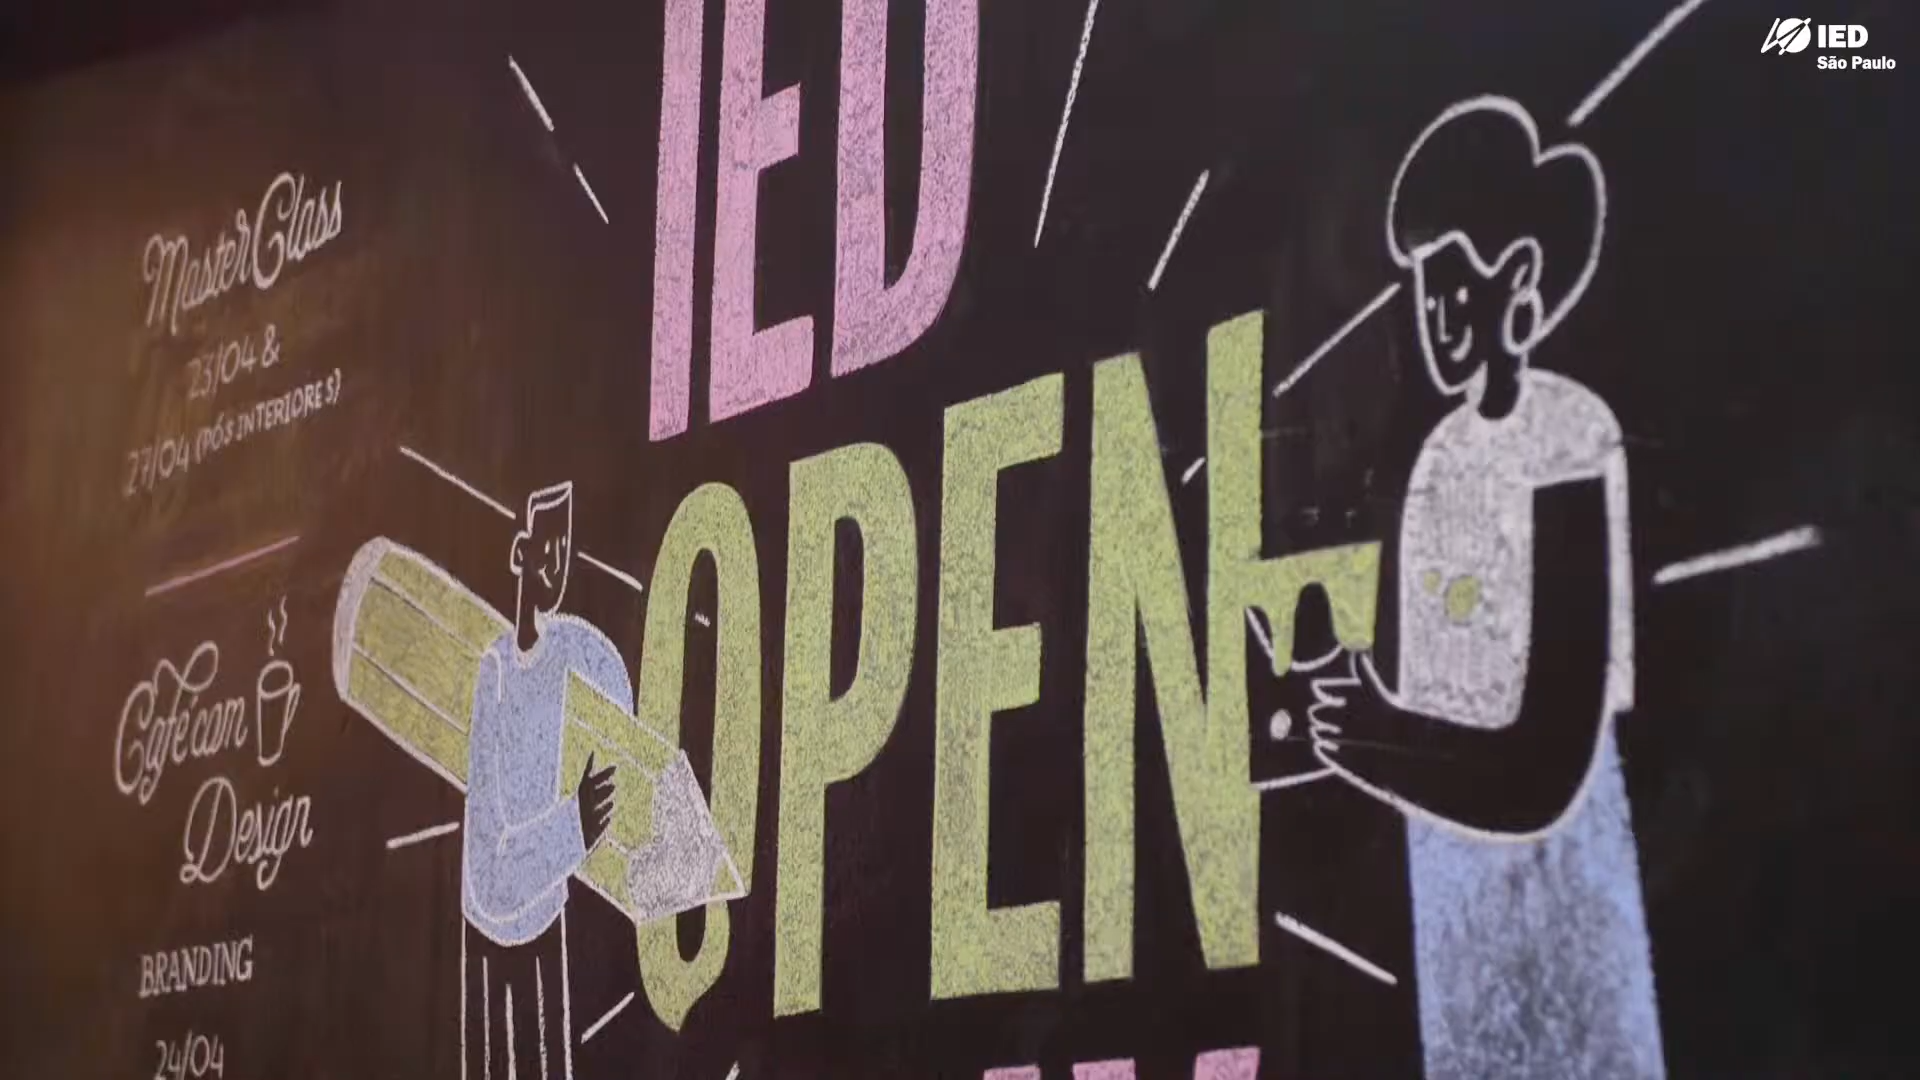 IED
São Paulo
IED
OPEN
MasterClass
23/04 &
27/04 (PÓS INTERIORES)
Café com
Design
BRANDING
24/04